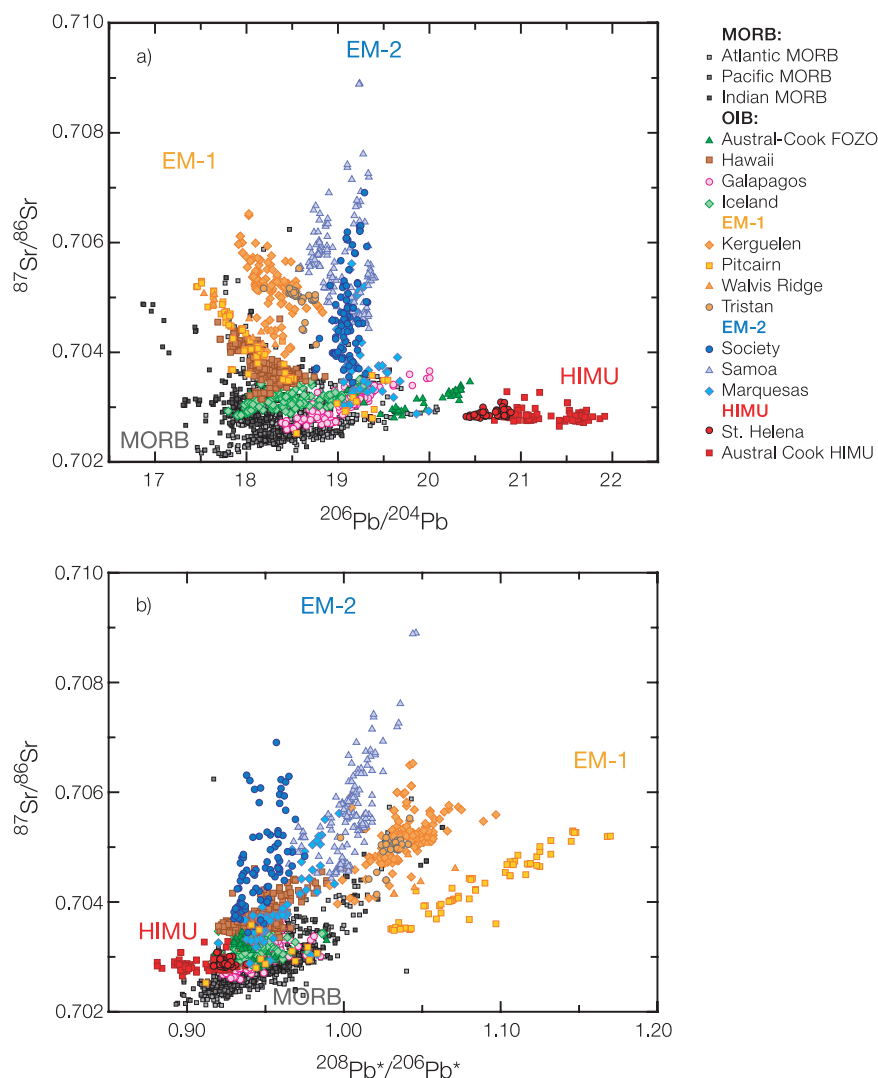 a)
EM-2
EM-1
HIMU
MORB
0.710
0.708
0.706
0.704
0.702
⁸⁷Sr/⁸⁶Sr
17 18 19 20 21 22
²⁰⁶Pb/²⁰⁴Pb
MORB:
Atlantic MORB
Pacific MORB
Indian MORB
OIB:
Austral-Cook FOZO
Hawaii
Galapagos
Iceland
EM-1
Kerguelen
Pitcairn
Walvis Ridge
Tristan
EM-2
Society
Samoa
Marquesas
HIMU
St. Helena
Austral Cook HIMU
b)
EM-2
EM-1
HIMU
MORB
0.710
0.708
0.706
0.704
0.702
⁸⁷Sr/⁸⁶Sr
0.90 1.00 1.10 1.20
²⁰⁸Pb*/²⁰⁶Pb*